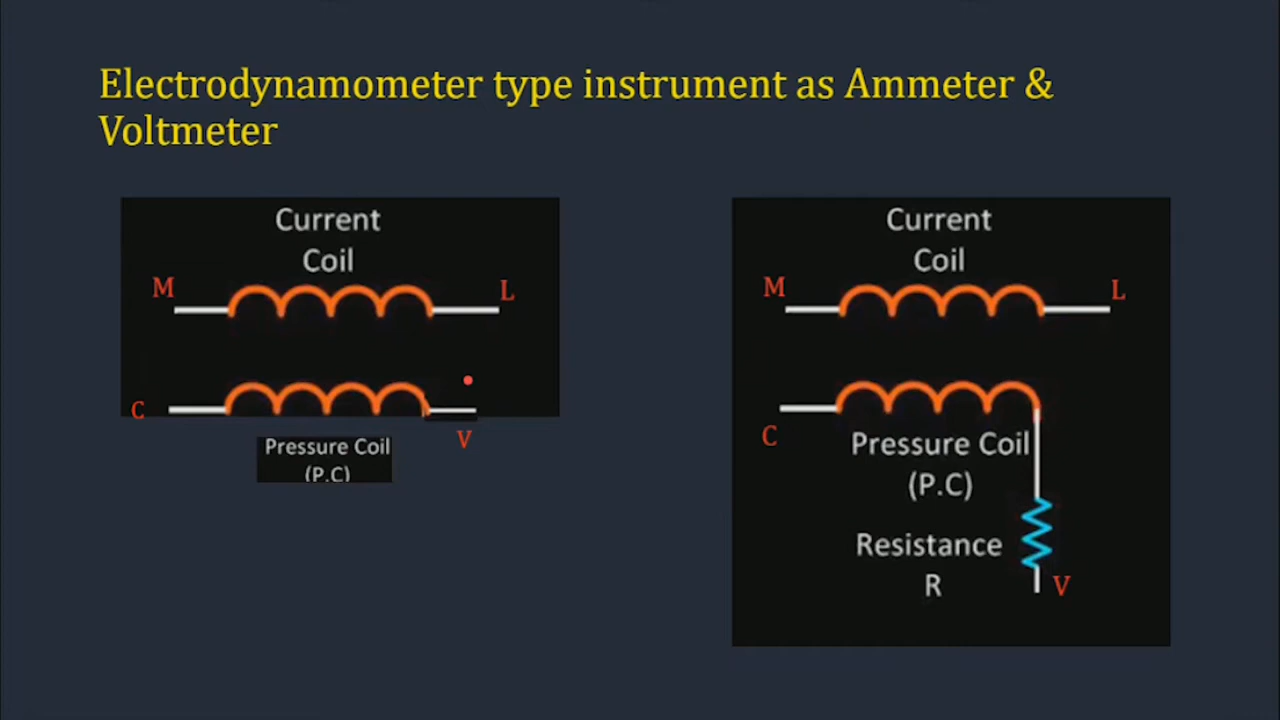 Electrodynamometer type instrument as Ammeter &
Voltmeter
Current
Coil
M
L
C
V
Pressure Coil
(P.C)
Current
Coil
M
L
C
Pressure Coil
(P.C)
Resistance
R
V